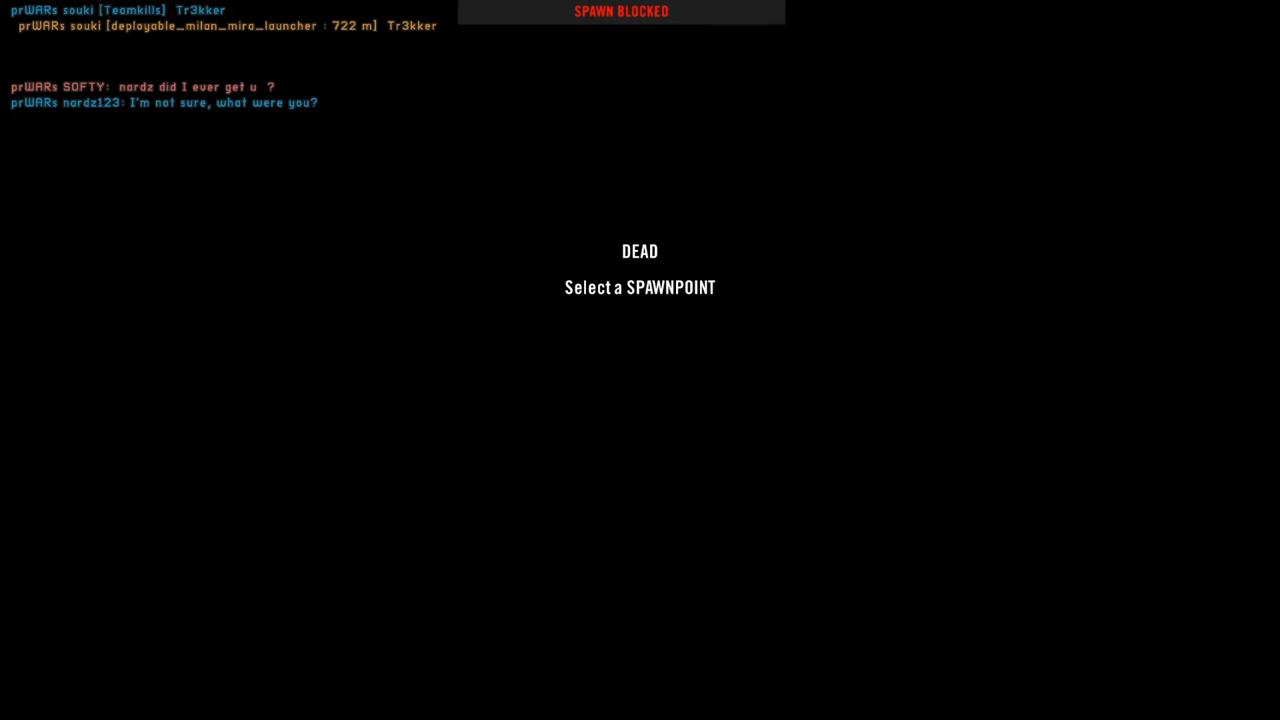 prWARs souki [Teamkills] Tr3kker
SPAWN BLOCKED
prWARs souki [deployable_milan_mira_launcher : 722 m] Tr3kker
prWARs SOFTY: nardz did I ever get u ?
prWARs nardz123: I'm not sure, what were you?
DEAD
Select a SPAWNPOINT